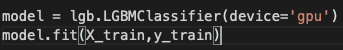 model = lgb.LGBMClassifier(device='gpu')
model.fit(X_train,y_train)